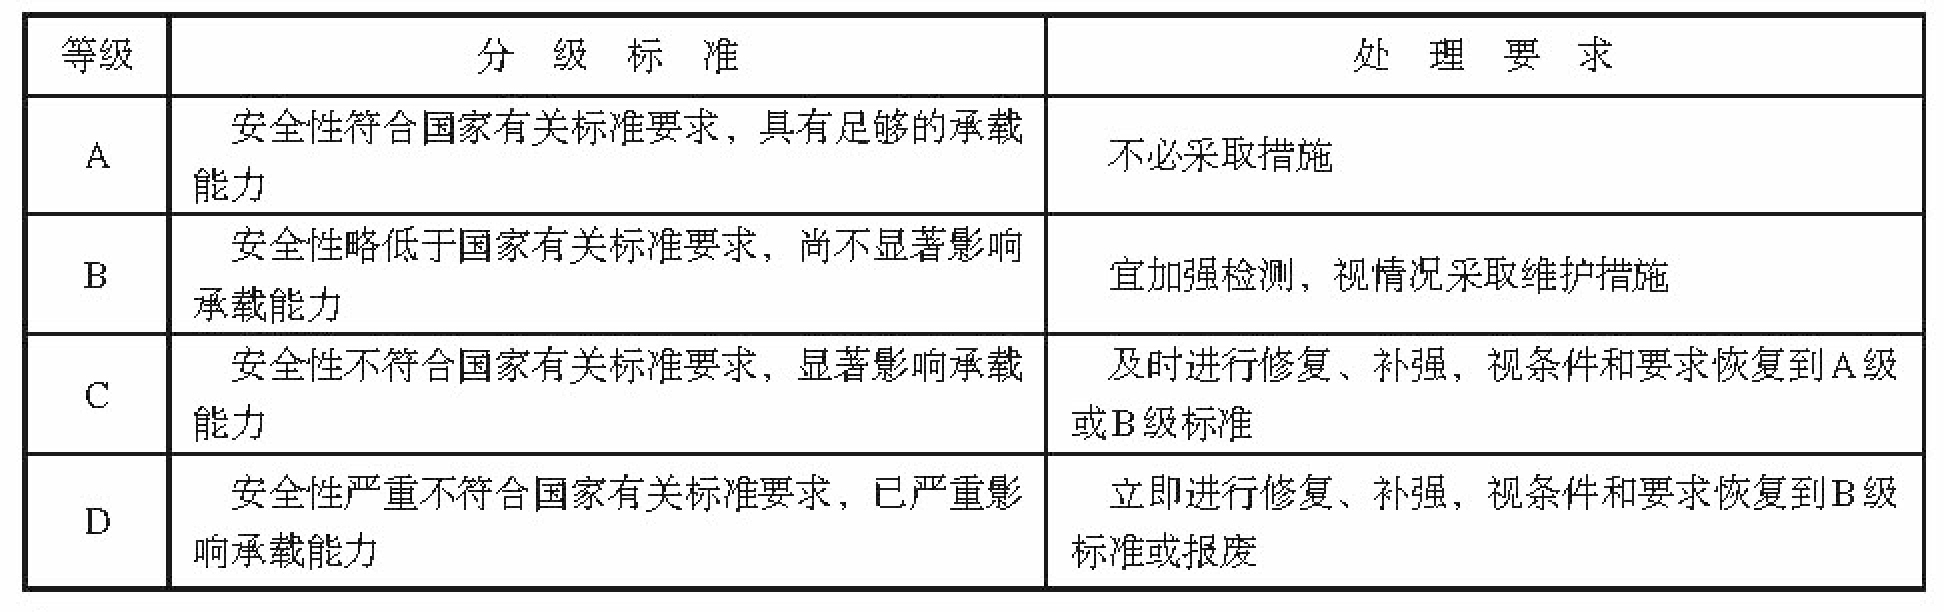 等级 分级标准 处理要求
A 安全性符合国家有关标准要求，具有足够的承载
能力
不必采取措施
B 安全性略低于国家有关标准要求，尚不显著影响
承载能力
宜加强检测，视情况采取维护措施
C 安全性不符合国家有关标准要求，显著影响承载
能力
及时进行修复、补强，视条件和要求恢复到A级
或B级标准
D 安全性严重不符合国家有关标准要求，已严重影
响承载能力
立即进行修复、补强，视条件和要求恢复到B级
标准或报废